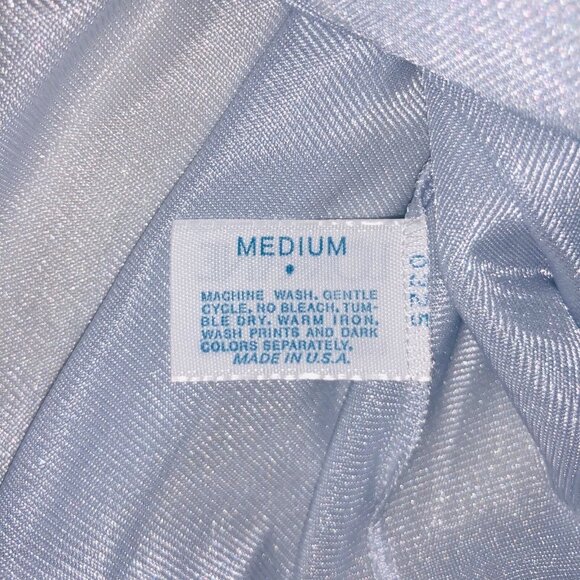 MEDIUM
MACHINE WASH, GENTLE
CYCLE, NO BLEACH, TUM-
BLE DRY, WARM IRON,
WASH PRINTS AND DARK
COLORS SEPARATELY.
MADE IN U.S.A.